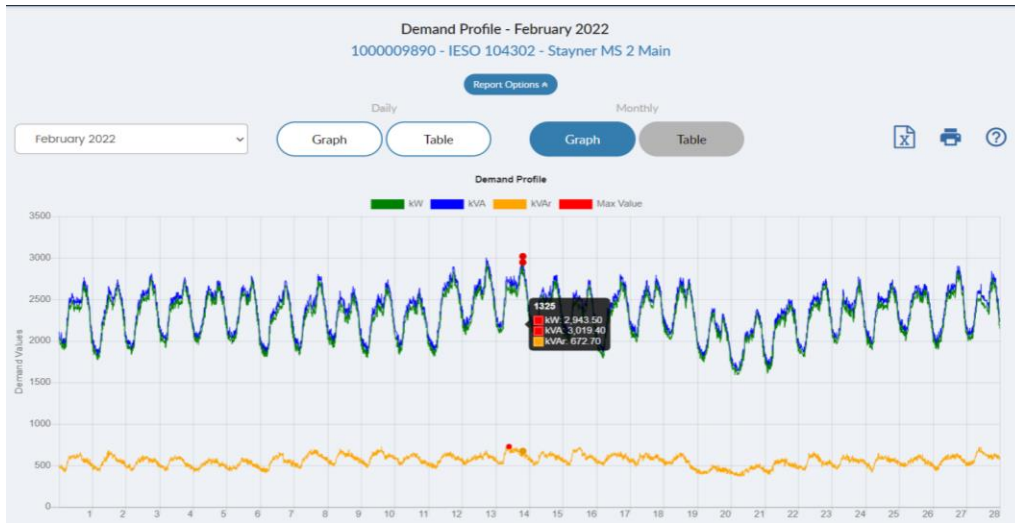 Demand Profile - February 2022
1000009890 - IESO 104302 - Stayner MS 2 Main
Report Options
Daily Monthly
February 2022 Graph Table Graph Table
Demand Profile
kW kVA kVAr Max Value
3500
3000
2500
2000
1500
1000
500
0
Demand Values
1325
kW: 2,943.50
kVA: 3,019.40
kVAr: 672.70
1 2 3 4 5 6 7 8 9 10 11 12 13 14 15 16 17 18 19 20 21 22 23 24 25 26 27 28